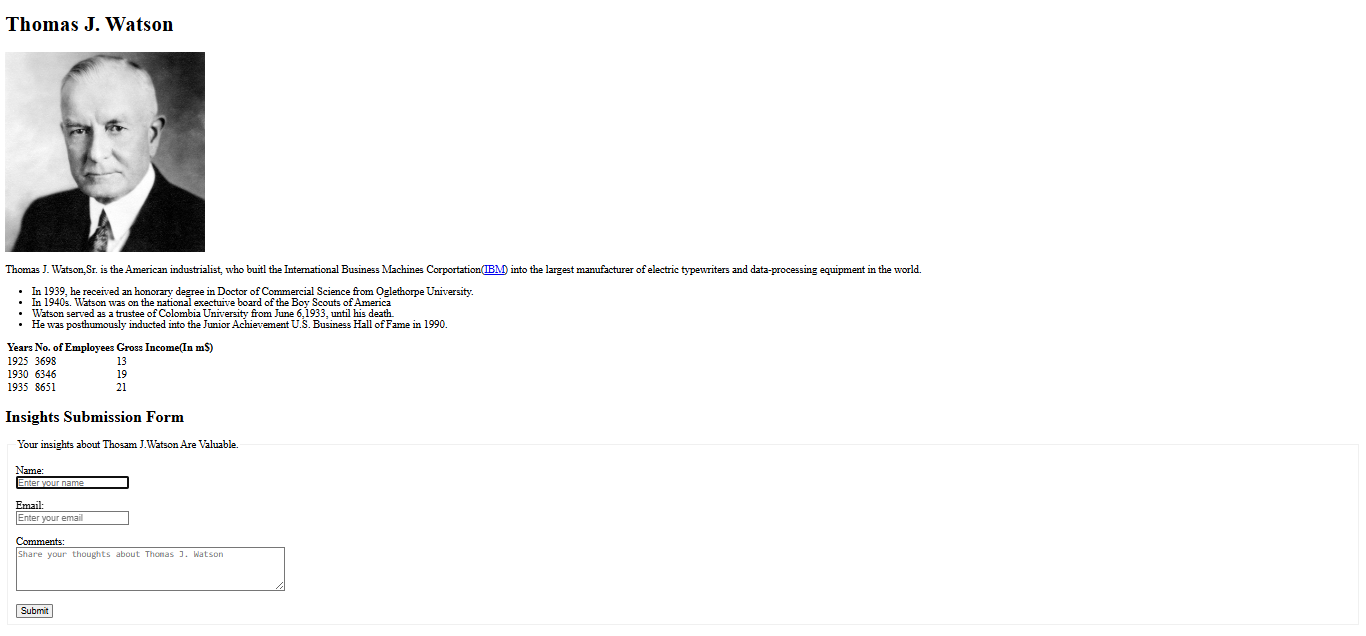 Thomas J. Watson
Thomas J. Watson,Sr. is the American industrialist, who buitl the International Business Machines Corportation(IBM) into the largest manufacturer of electric typewriters and data-processing equipment in the world.
• In 1939, he received an honorary degree in Doctor of Commercial Science from Oglethorpe University.
• In 1940s. Watson was on the national exectuive board of the Boy Scouts of America
• Watson served as a trustee of Colombia University from June 6,1933, until his death.
• He was posthumously inducted into the Junior Achievement U.S. Business Hall of Fame in 1990.
Years No. of Employees Gross Income(In m$)
1925 3698 13
1930 6346 19
1935 8651 21
Insights Submission Form
Your insights about Thosam J.Watson Are Valuable.
Name:
Enter your name
Email:
Enter your email
Comments:
Share your thoughts about Thomas J. Watson
Submit